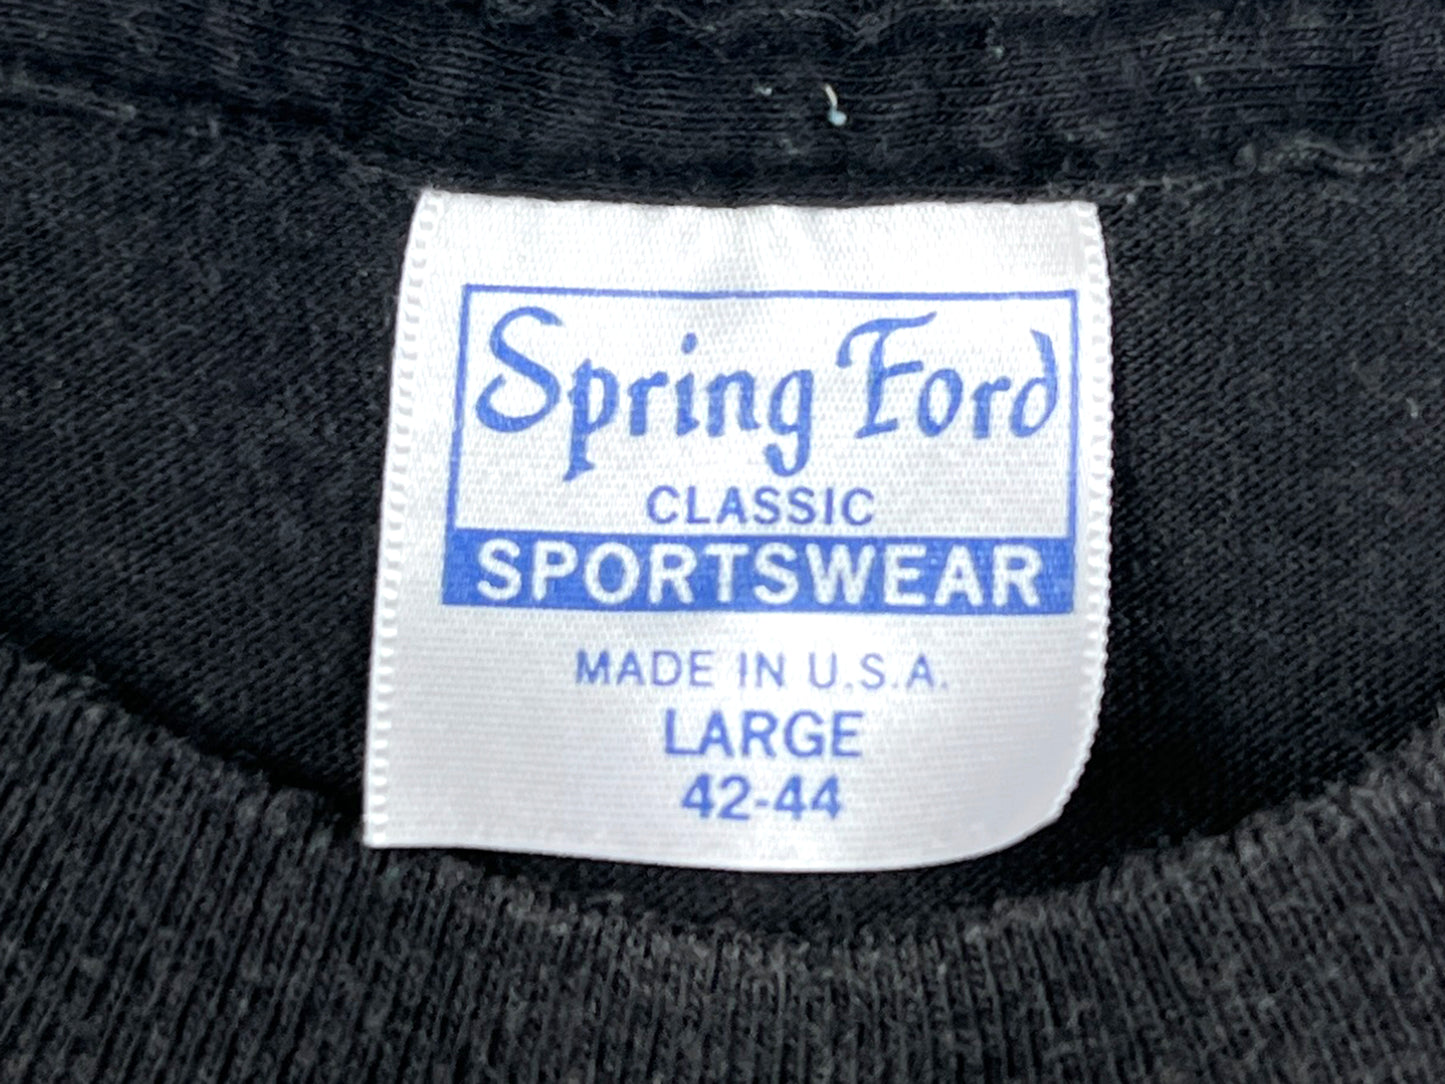 Spring Ford
CLASSIC
SPORTSWEAR
MADE IN U.S.A.
LARGE
42-44